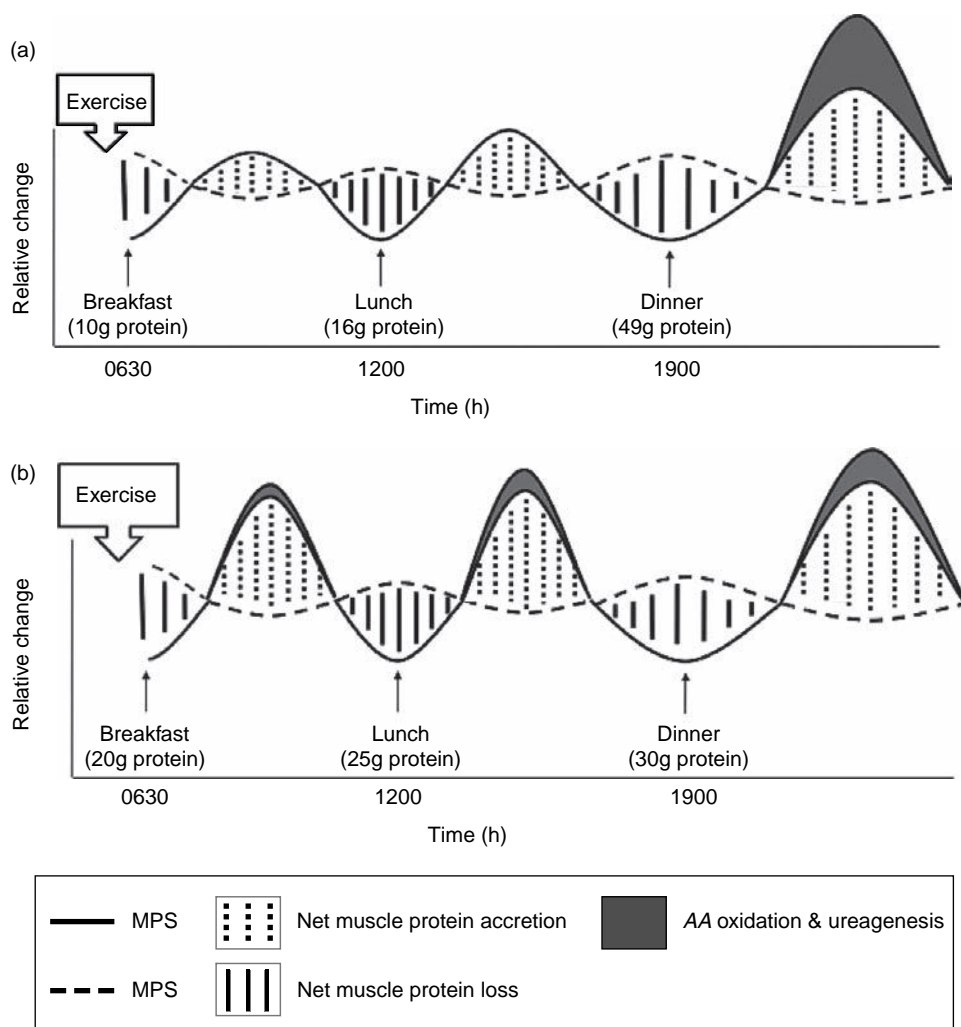 (a)
Exercise
Relative change
Breakfast
(10g protein)
Lunch
(16g protein)
Dinner
(49g protein)
0630
1200
1900
Time (h)
(b)
Exercise
Relative change
Breakfast
(20g protein)
Lunch
(25g protein)
Dinner
(30g protein)
0630
1200
1900
Time (h)
MPS
Net muscle protein accretion
AA oxidation & ureagenesis
MPS
Net muscle protein loss